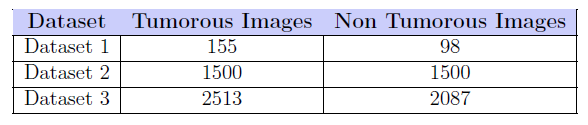 Dataset Tumorous Images Non Tumorous Images
Dataset 1 155 98
Dataset 2 1500 1500
Dataset 3 2513 2087